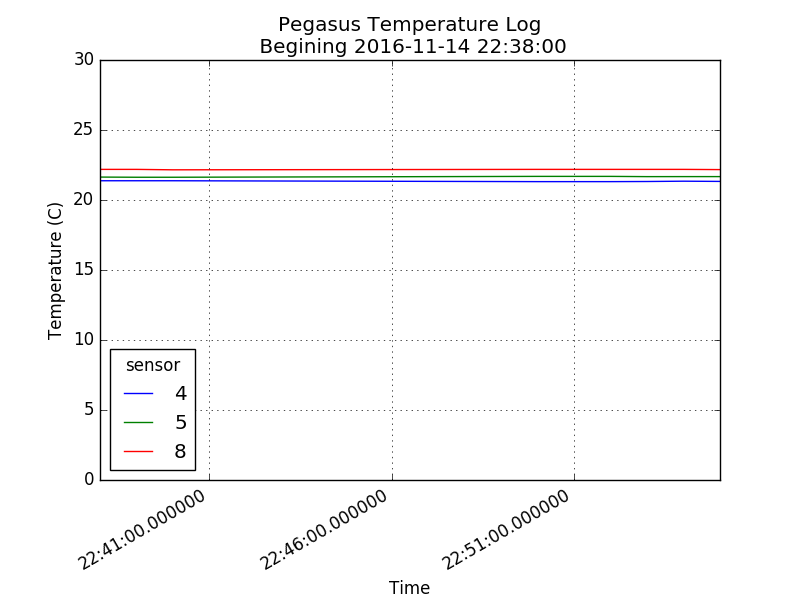 Pegasus Temperature Log
Begining 2016-11-14 22:38:00
30
25
20
15
10
5
0
Temperature (C)
sensor
4
5
8
22:41:00.000000
22:46:00.000000
22:51:00.000000
Time